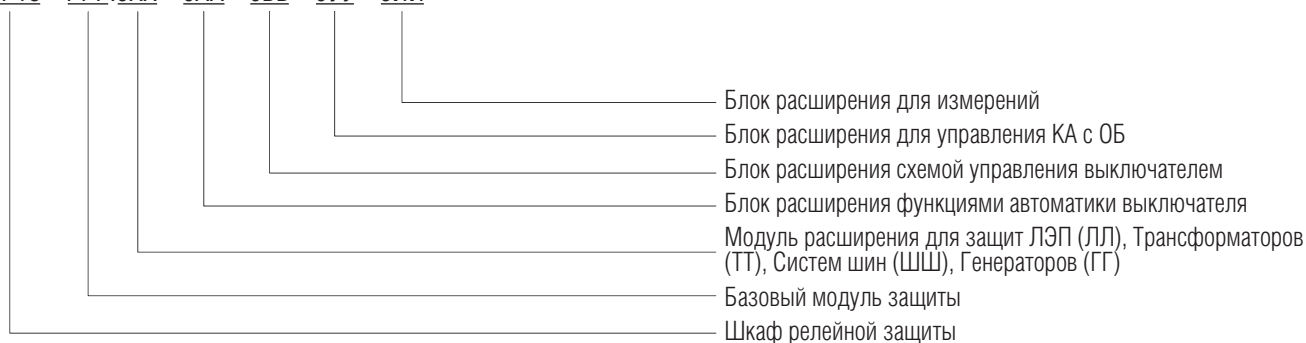 Блок расширения для измерений
Блок расширения для управления КА с ОБ
Блок расширения схемой управления выключателем
Блок расширения функциями автоматики выключателя
Модуль расширения для защит ЛЭП (ЛЛ), Трансформаторов
(ТТ), Систем шин (ШШ), Генераторов (ГГ)
Базовый модуль защиты
Шкаф релейной защиты